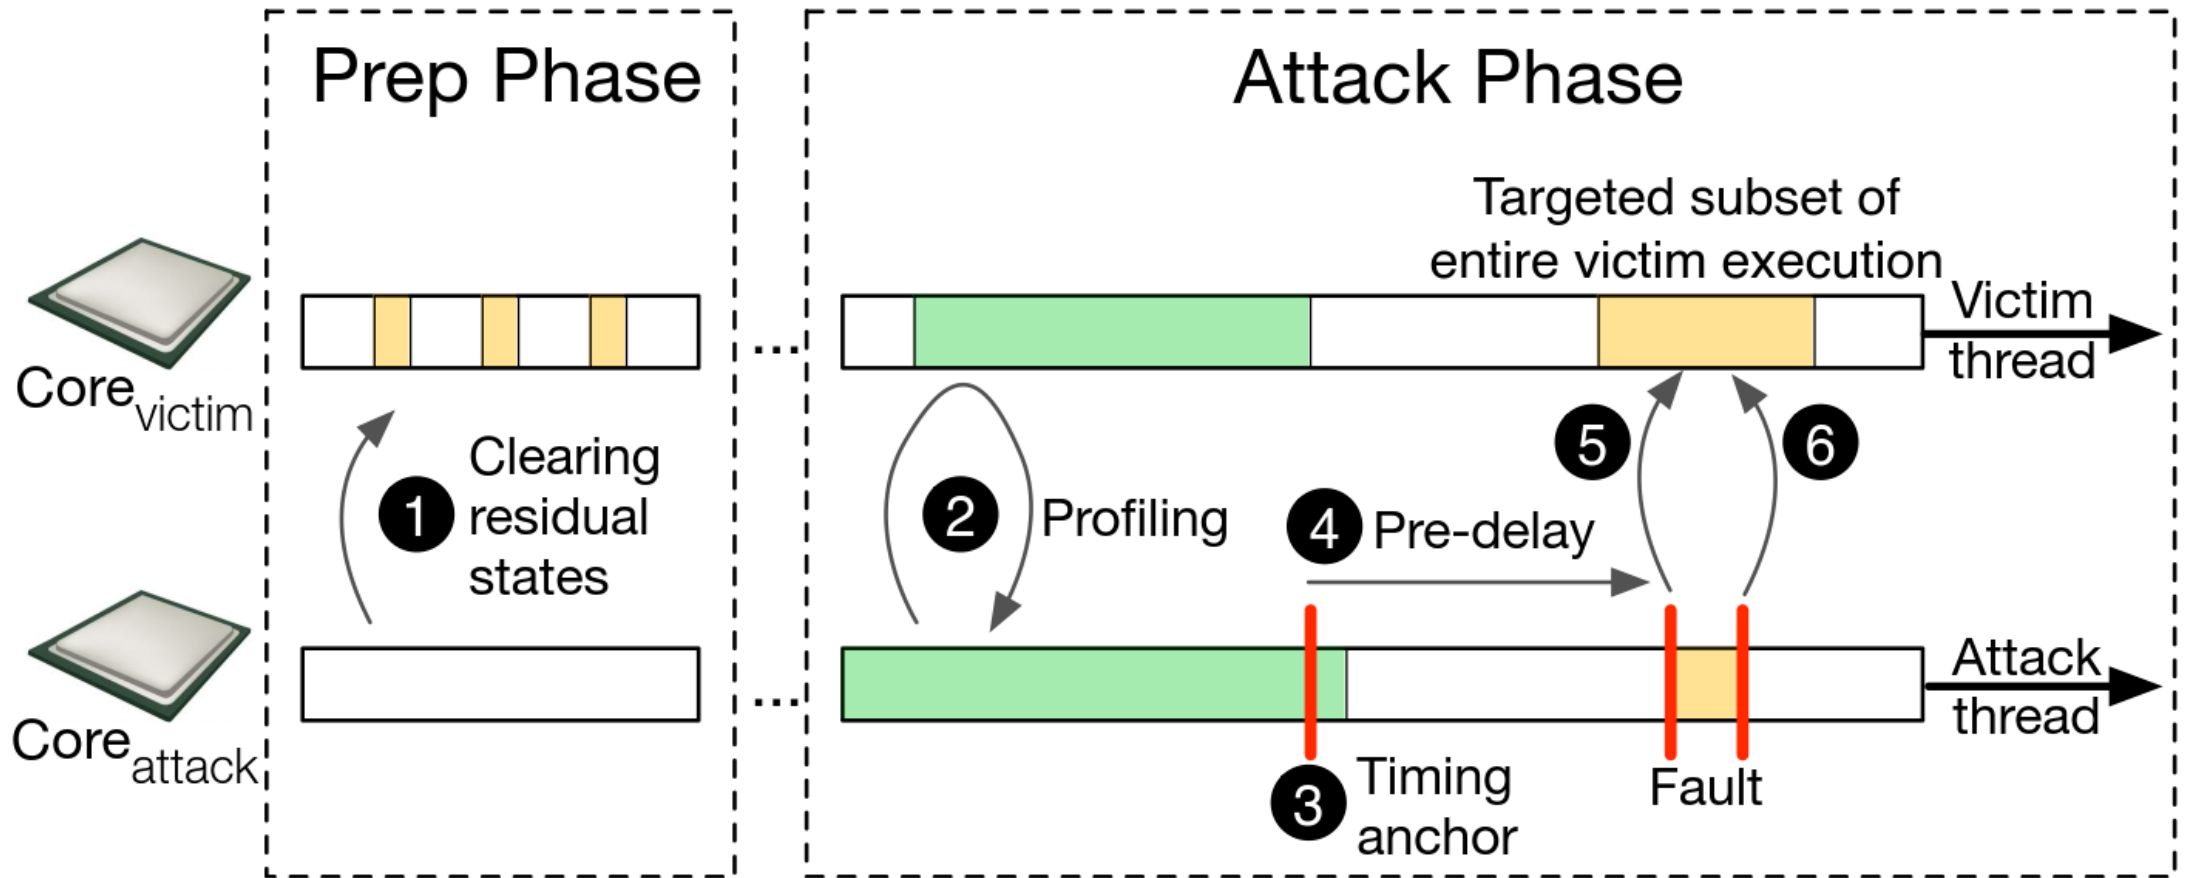 Prep Phase
Attack Phase
Targeted subset of
entire victim execution
Victim
thread
Core victim
...
1
Clearing
residual
states
2
Profiling
4
Pre-delay
5
6
Core attack
...
Attack
thread
3
Timing
anchor
Fault